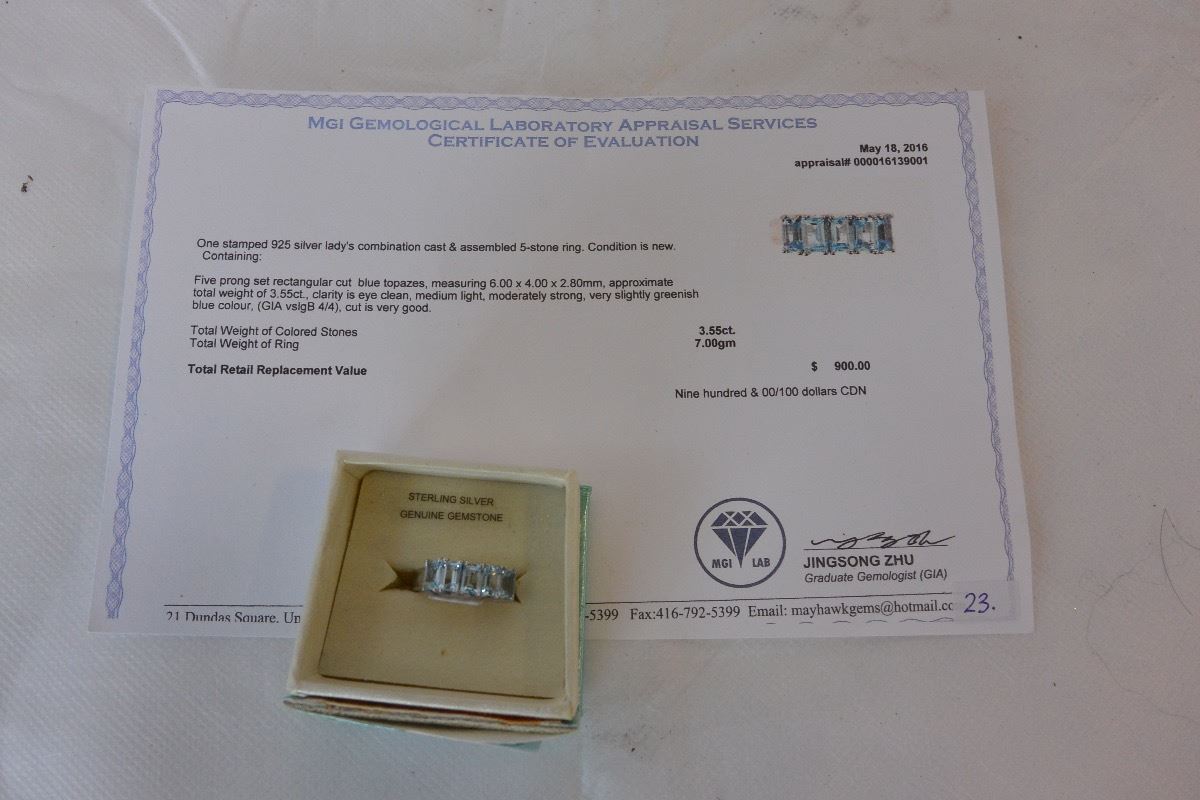 MGI GEMOLOGICAL LABORATORY APPRAISAL SERVICES
CERTIFICATE OF EVALUATION
May 18, 2016
appraisal# 000016139001
One stamped 925 silver lady's combination cast & assembled 5-stone ring. Condition is new.
Containing:
Five prong set rectangular cut blue topazes, measuring 6.00 x 4.00 x 2.80mm, approximate
total weight of 3.55ct., clarity is eye clean, medium light, moderately strong, very slightly greenish
blue colour, (GIA vslgB 4/4), cut is very good.
Total Weight of Colored Stones 3.55ct.
Total Weight of Ring 7.00gm
Total Retail Replacement Value $ 900.00
Nine hundred & 00/100 dollars CDN
STERLING SILVER
GENUINE GEMSTONE
MGI LAB
JINGSONG ZHU
Graduate Gemologist (GIA)
21 Dundas Square, Un -5399 Fax:416-792-5399 Email: mayhawkgems@hotmail.cc
23.